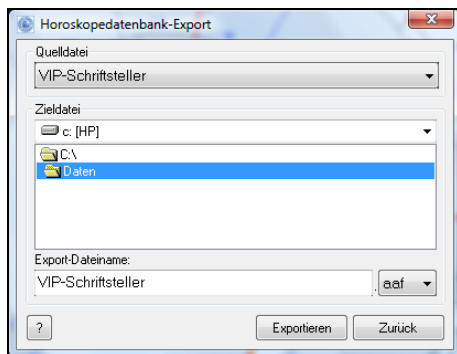 Horoskopedatenbank-Export
Quelldatei
VIP-Schriftsteller
Zieldatei
c: [HP]
C:\
Daten
Export-Dateiname:
VIP-Schriftsteller . aaf
? Exportieren Zurück